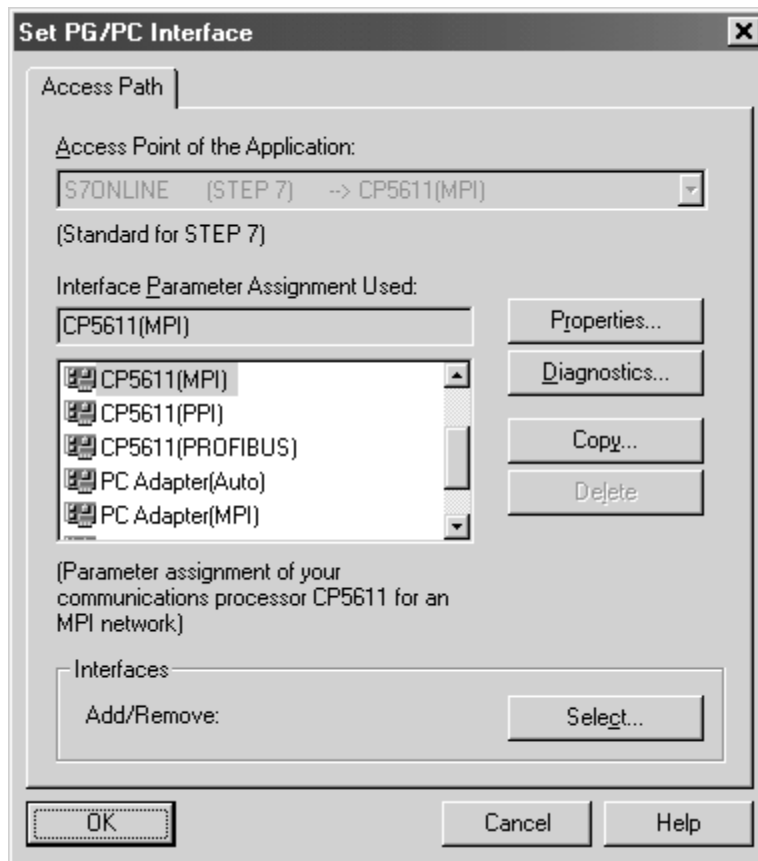 Set PG/PC Interface
Access Path
Access Point of the Application:
S7ONLINE (STEP 7) --> CP5611(MPI)
(Standard for STEP 7)
Interface Parameter Assignment Used:
CP5611(MPI)
Properties...
CP5611(MPI)
Diagnostics...
CP5611(PPI)
CP5611(PROFIBUS)
Copy...
PC Adapter(Auto)
Delete
PC Adapter(MPI)
(Parameter assignment of your
communications processor CP5611 for an
MPI network)
Interfaces
Add/Remove:
Select...
OK
Cancel
Help